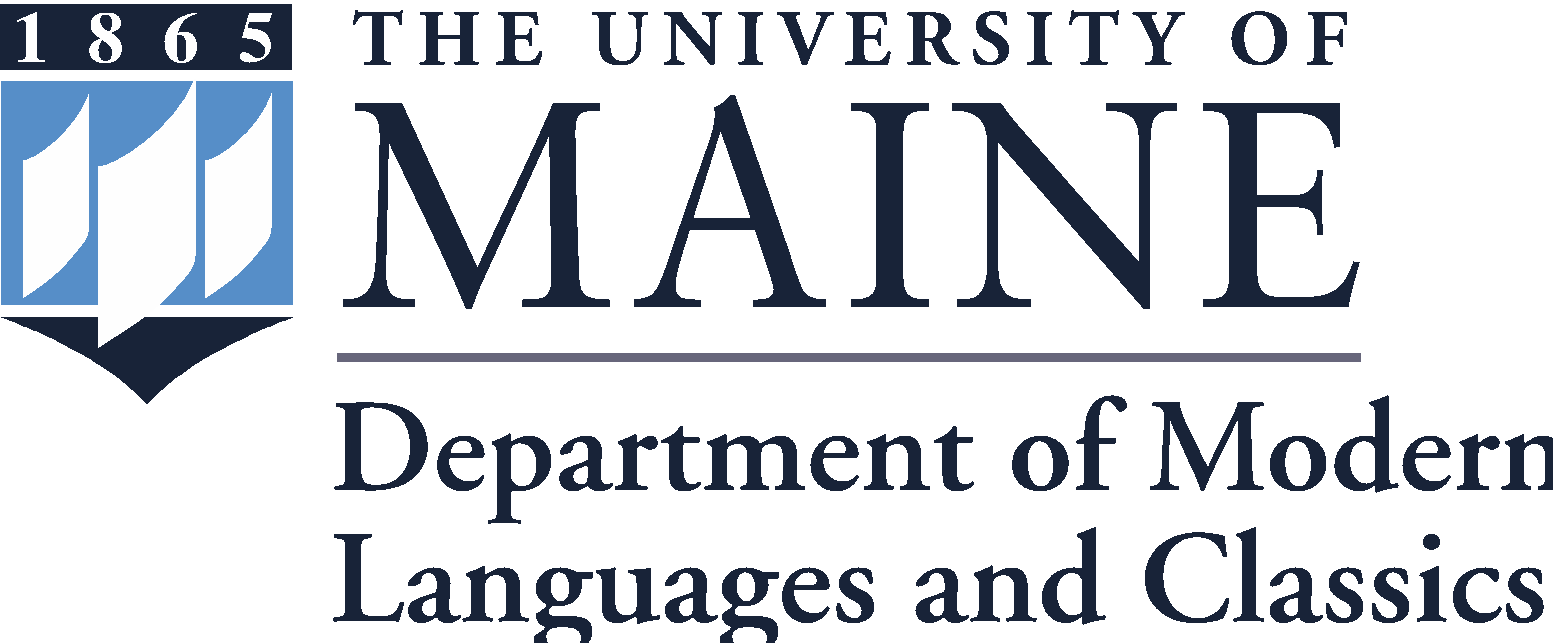 1865
THE UNIVERSITY OF
MAINE
Department of Modern
Languages and Classics